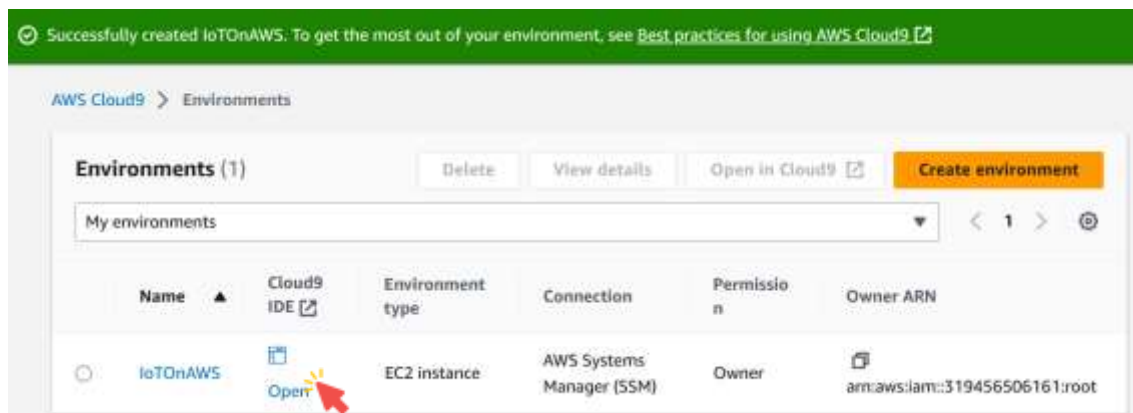 Successfully created IoTOnAWS. To get the most out of your environment, see Best practices for using AWS Cloud9
AWS Cloud9 > Environments
Environments (1)
Delete
View details
Open in Cloud9
Create environment
My environments
< 1 >
Name ▲
Cloud9
IDE
Environment
type
Connection
Permissio
n
Owner ARN
IoTOnAWS
Open
EC2 instance
AWS Systems
Manager (SSM)
Owner
arn:aws:iam::319456506161:root